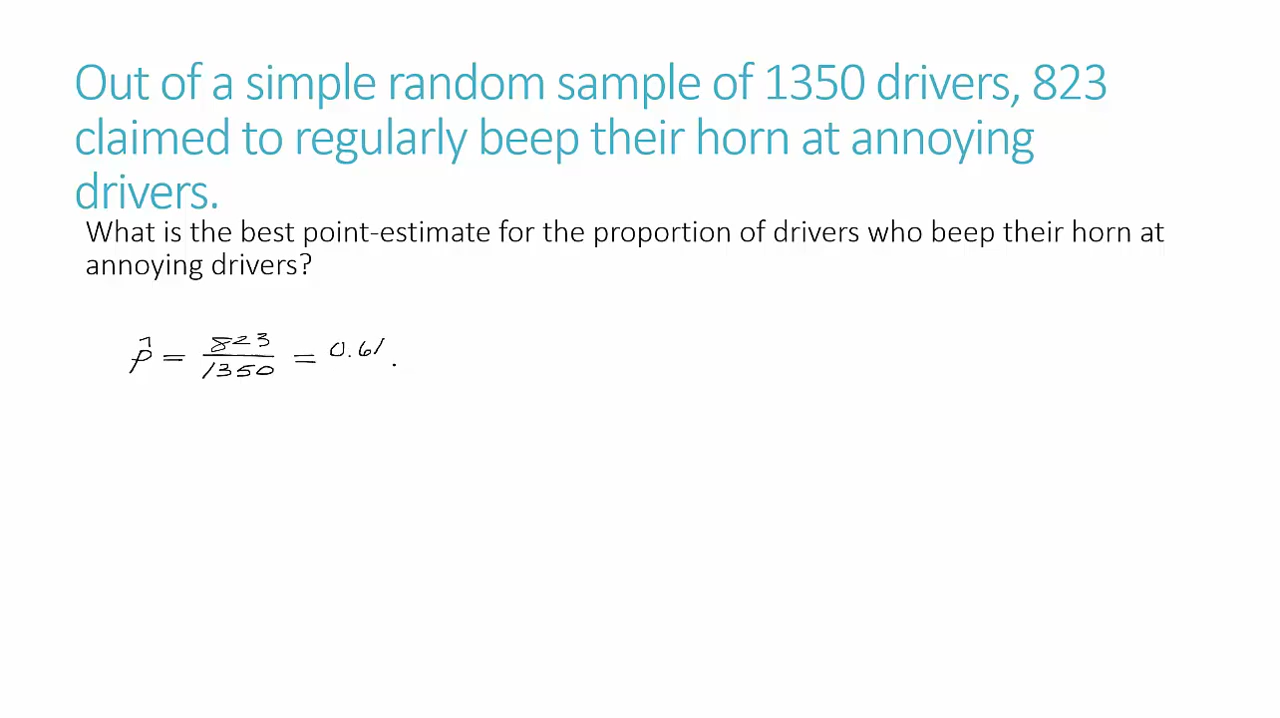 Out of a simple random sample of 1350 drivers, 823
claimed to regularly beep their horn at annoying
drivers.
What is the best point-estimate for the proportion of drivers who beep their horn at
annoying drivers?
p̂ = 823/1350 = 0.61.